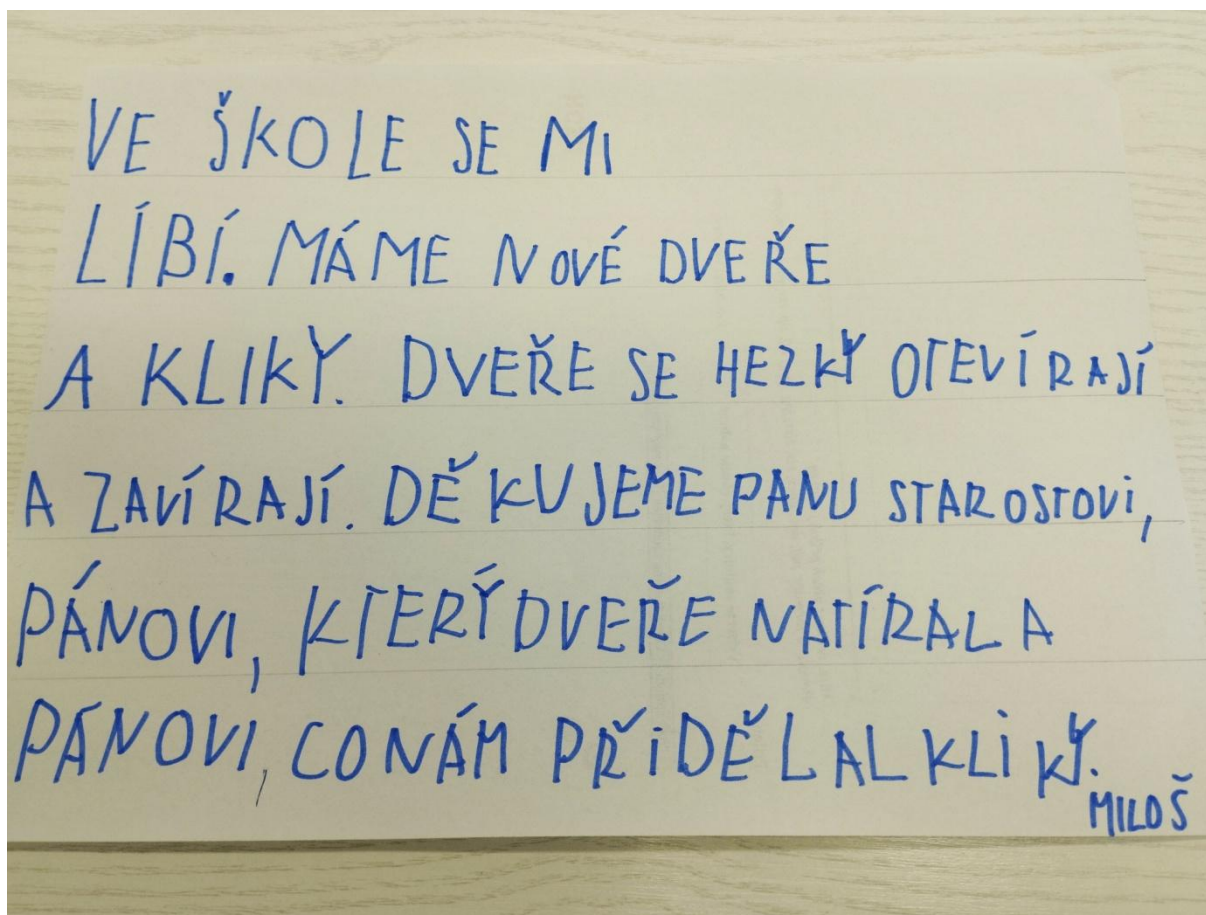 VE ŠKOLE SE MI
LÍBÍ. MÁME NOVÉ DVEŘE
A KLIKY. DVEŘE SE HEZKY OTEVÍRAJÍ
A ZAVÍRAJÍ. DĚKUJEME PANU STAROSTOVI,
PÁNOVI, KTERÝ DVEŘE NATÍRAL A
PÁNOVI, CO NÁM PŘIDĚLAL KLIKY.
MILOŠ